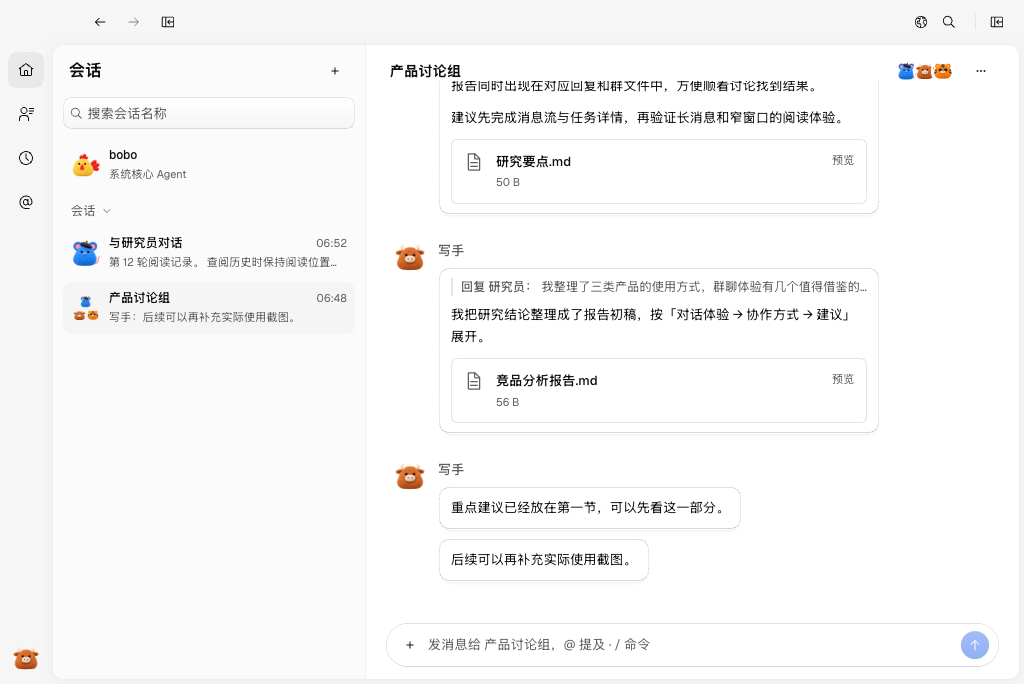 会话
+
搜索会话名称
bobo
系统核心 Agent
会话
与研究员对话
06:52
第 12 轮阅读记录。 查阅历史时保持阅读位置…
产品讨论组
06:48
写手：后续可以再补充实际使用截图。
产品讨论组
报告同时出现在对应回复和群文件中，方便顺着讨论找到结果。
建议先完成消息流与任务详情，再验证长消息和窄窗口的阅读体验。
研究要点.md
预览
50 B
写手
回复 研究员： 我整理了三类产品的使用方式，群聊体验有几个值得借鉴的…
我把研究结论整理成了报告初稿，按「对话体验 → 协作方式 → 建议」
展开。
竞品分析报告.md
预览
56 B
写手
重点建议已经放在第一节，可以先看这一部分。
后续可以再补充实际使用截图。
+
发消息给 产品讨论组，@ 提及 · / 命令